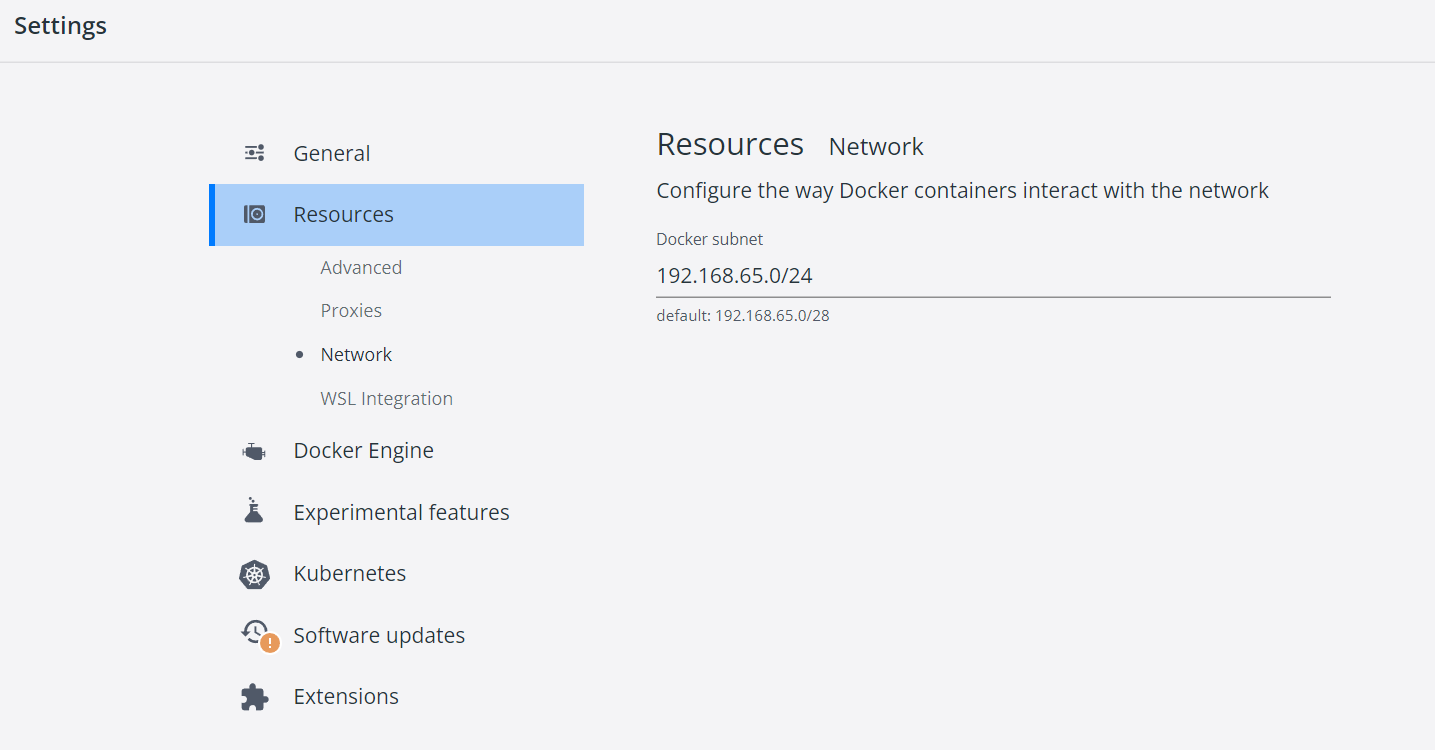 Settings
General
Resources
Advanced
Proxies
Network
WSL Integration
Docker Engine
Experimental features
Kubernetes
Software updates
Extensions
Resources Network
Configure the way Docker containers interact with the network
Docker subnet
192.168.65.0/24
default: 192.168.65.0/28